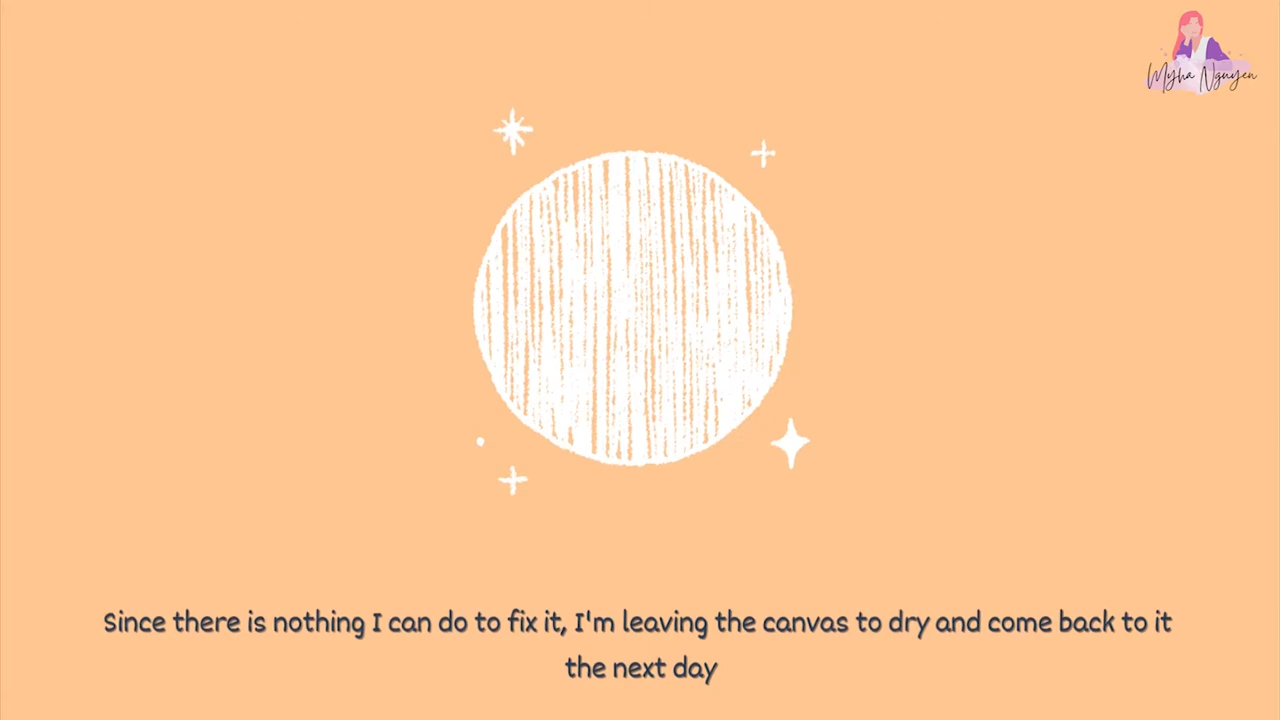 Myha Nguyen
Since there is nothing I can do to fix it, I'm leaving the canvas to dry and come back to it
the next day